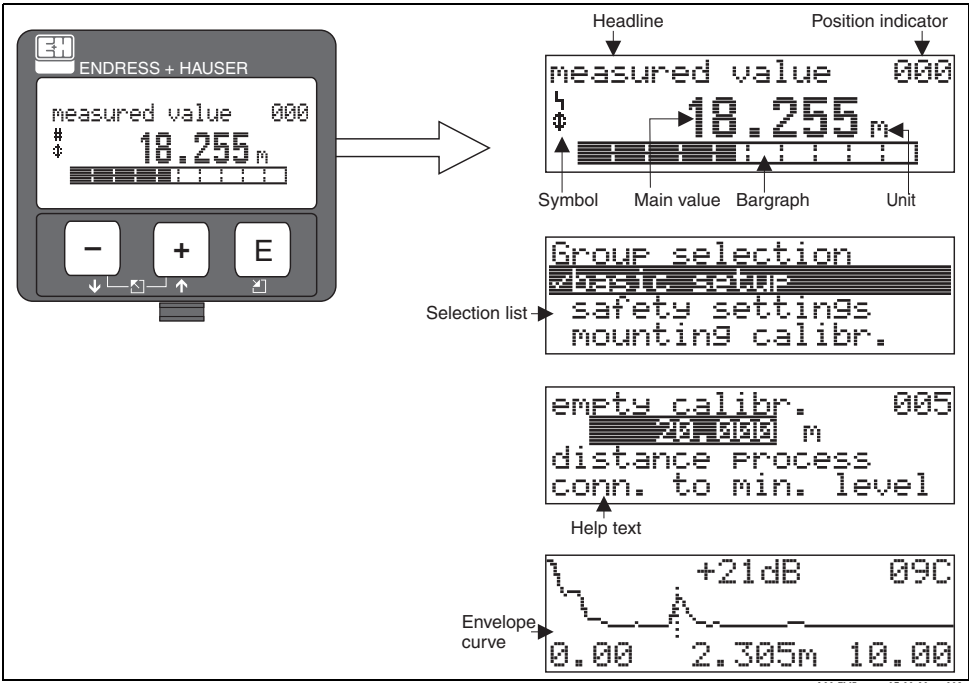 Headline
Position indicator
ENDRESS + HAUSER
measured value 000
18.255 m
− + E
measured value 000
18.255 m
Symbol
Main value
Bargraph
Unit
Group selection
basic setup
safety settings
mounting calibr.
Selection list
empty calibr. 005
20.000 m
distance process
conn. to min. level
Help text
+21dB 09C
Envelope
curve
0.00 2.305m 10.00